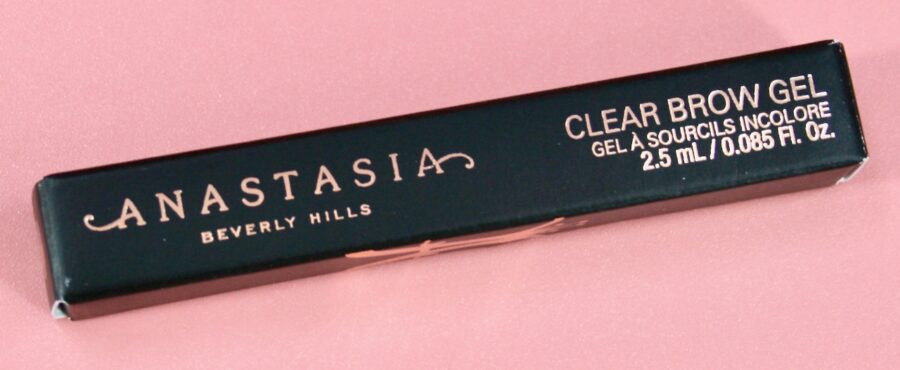 ANASTASIA
BEVERLY HILLS
CLEAR BROW GEL
GEL À SOURCILS INCOLORE
2.5 mL / 0.085 Fl. Oz.